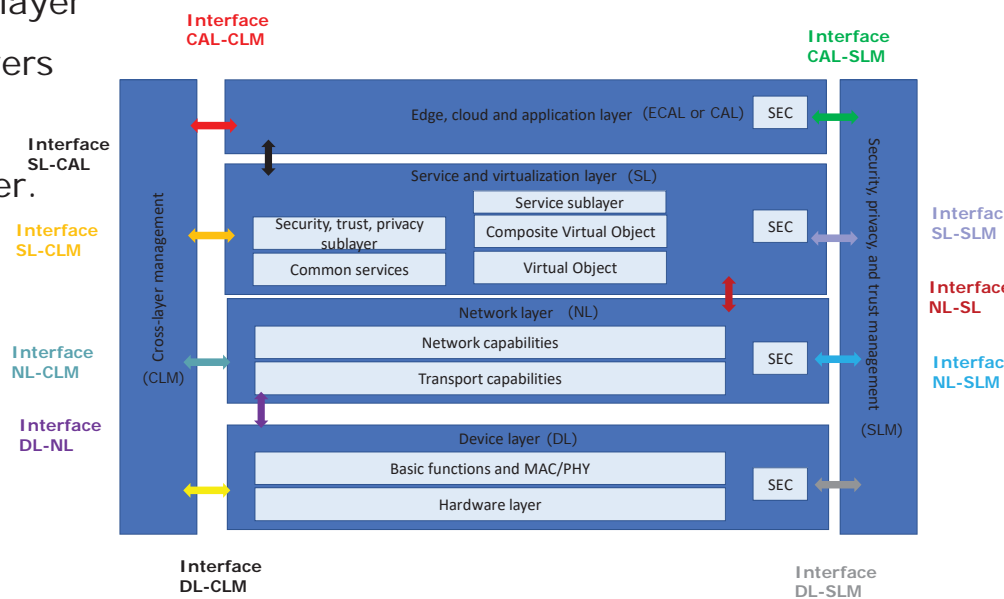 layer
ers
er.
Interface
CAL-CLM
Interface
CAL-SLM
Interface
SL-CAL
Interface
SL-CLM
Interface
NL-CLM
Interface
DL-NL
Interface
DL-CLM
Cross-layer management
(CLM)
Edge, cloud and application layer (ECAL or CAL)
SEC
Service and virtualization layer (SL)
Security, trust, privacy
sublayer
Common services
Service sublayer
Composite Virtual Object
Virtual Object
SEC
Network layer (NL)
Network capabilities
Transport capabilities
SEC
Device layer (DL)
Basic functions and MAC/PHY
Hardware layer
SEC
Security, privacy, and trust management
(SLM)
Interfac
SL-SLM
Interface
NL-SL
Interfac
NL-SLM
Interface
DL-SLM